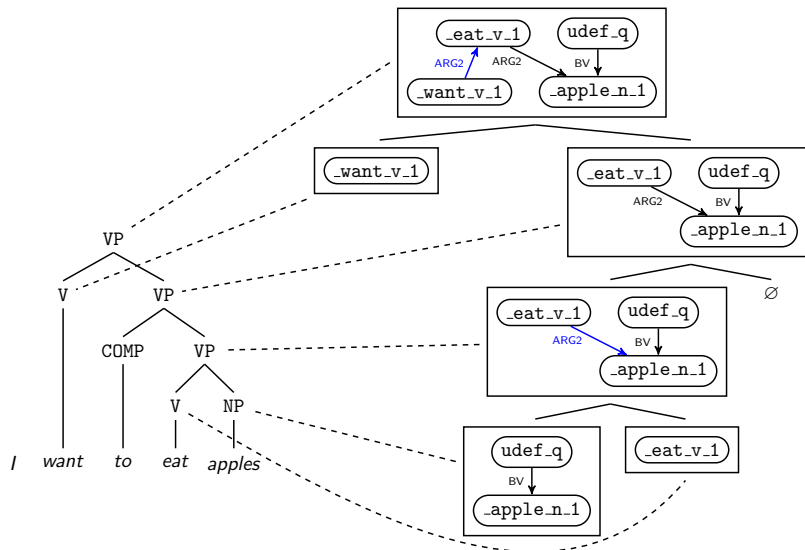 _eat_v_1 udef_q
ARG2 ARG2 BV
_want_v_1 _apple_n_1
_want_v_1
_eat_v_1 udef_q
ARG2 BV
_apple_n_1
VP
V VP
∅
_eat_v_1 udef_q
ARG2 BV
_apple_n_1
COMP VP
V NP
udef_q _eat_v_1
BV
_apple_n_1
I want to eat apples